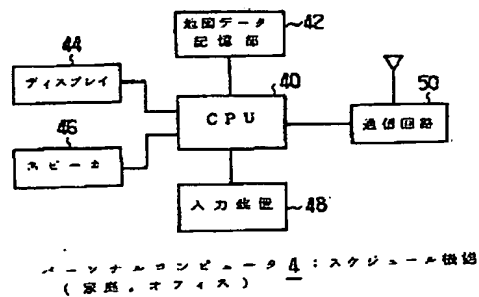 地図データ
記憶部
42
44
ディスプレイ
40
CPU
50
通信回路
46
スピーカ
入力装置
48
パーソナルコンピュータ 4 : スケジュール機能
(家庭, オフィス)